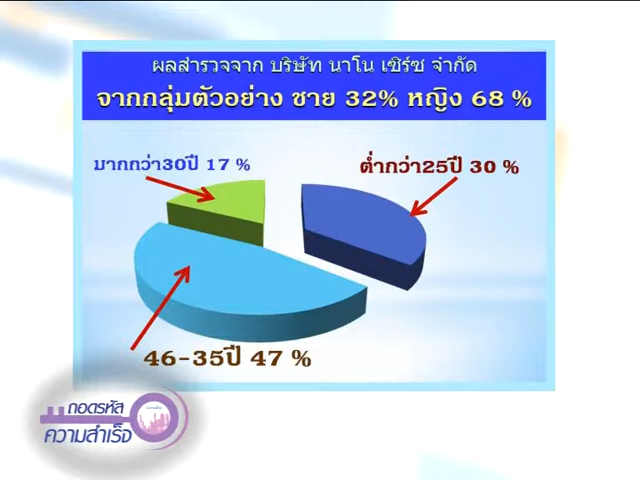 ผลสำรวจจาก บริษัท นาโน เซิร์ช จำกัด
จากกลุ่มตัวอย่าง ชาย 32% หญิง 68 %
มากกว่า30ปี 17 %
ต่ำกว่า25ปี 30 %
46-35ปี 47 %
ถอดรหัส
ความสำเร็จ